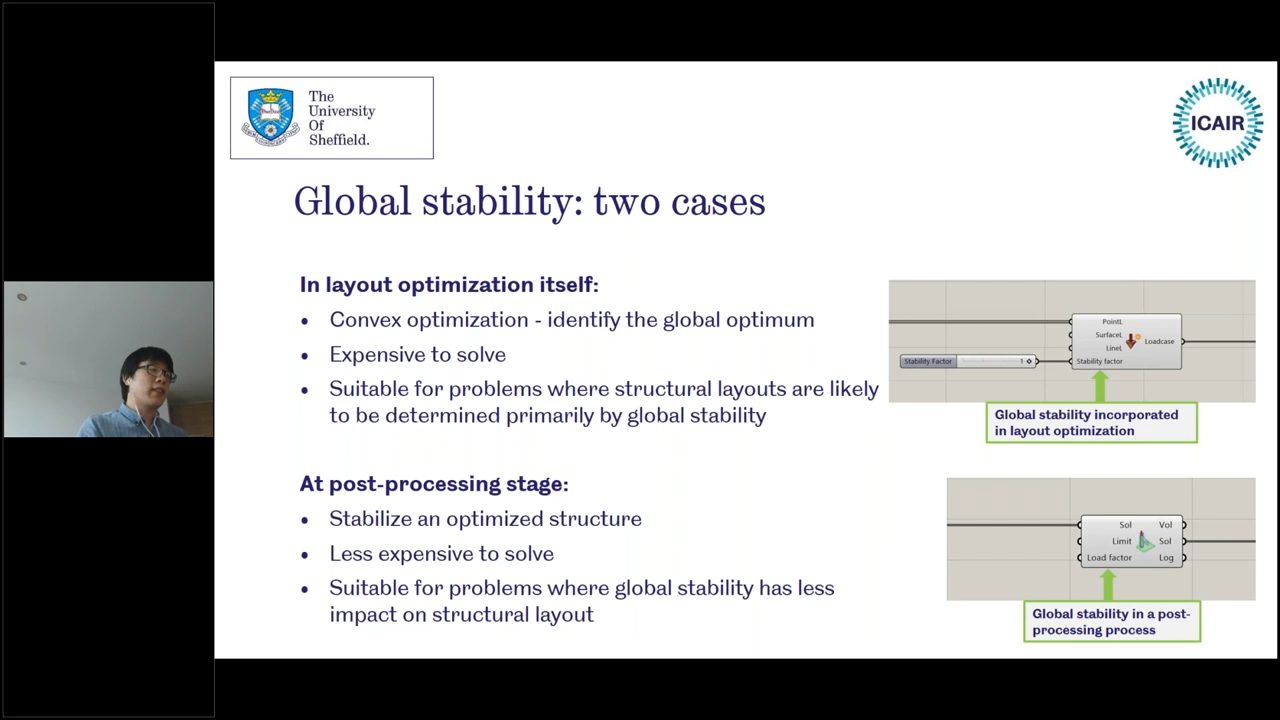 The
University
Of
Sheffield.
ICAIR
Global stability: two cases
In layout optimization itself:
• Convex optimization - identify the global optimum
• Expensive to solve
• Suitable for problems where structural layouts are likely
to be determined primarily by global stability
PointL
SurfaceL
LineL
Stability factor
Loadcase
Stability Factor
1
Global stability incorporated
in layout optimization
At post-processing stage:
• Stabilize an optimized structure
• Less expensive to solve
• Suitable for problems where global stability has less
impact on structural layout
Sol
Limit
Load factor
Vol
Sol
Log
Global stability in a post-
processing process